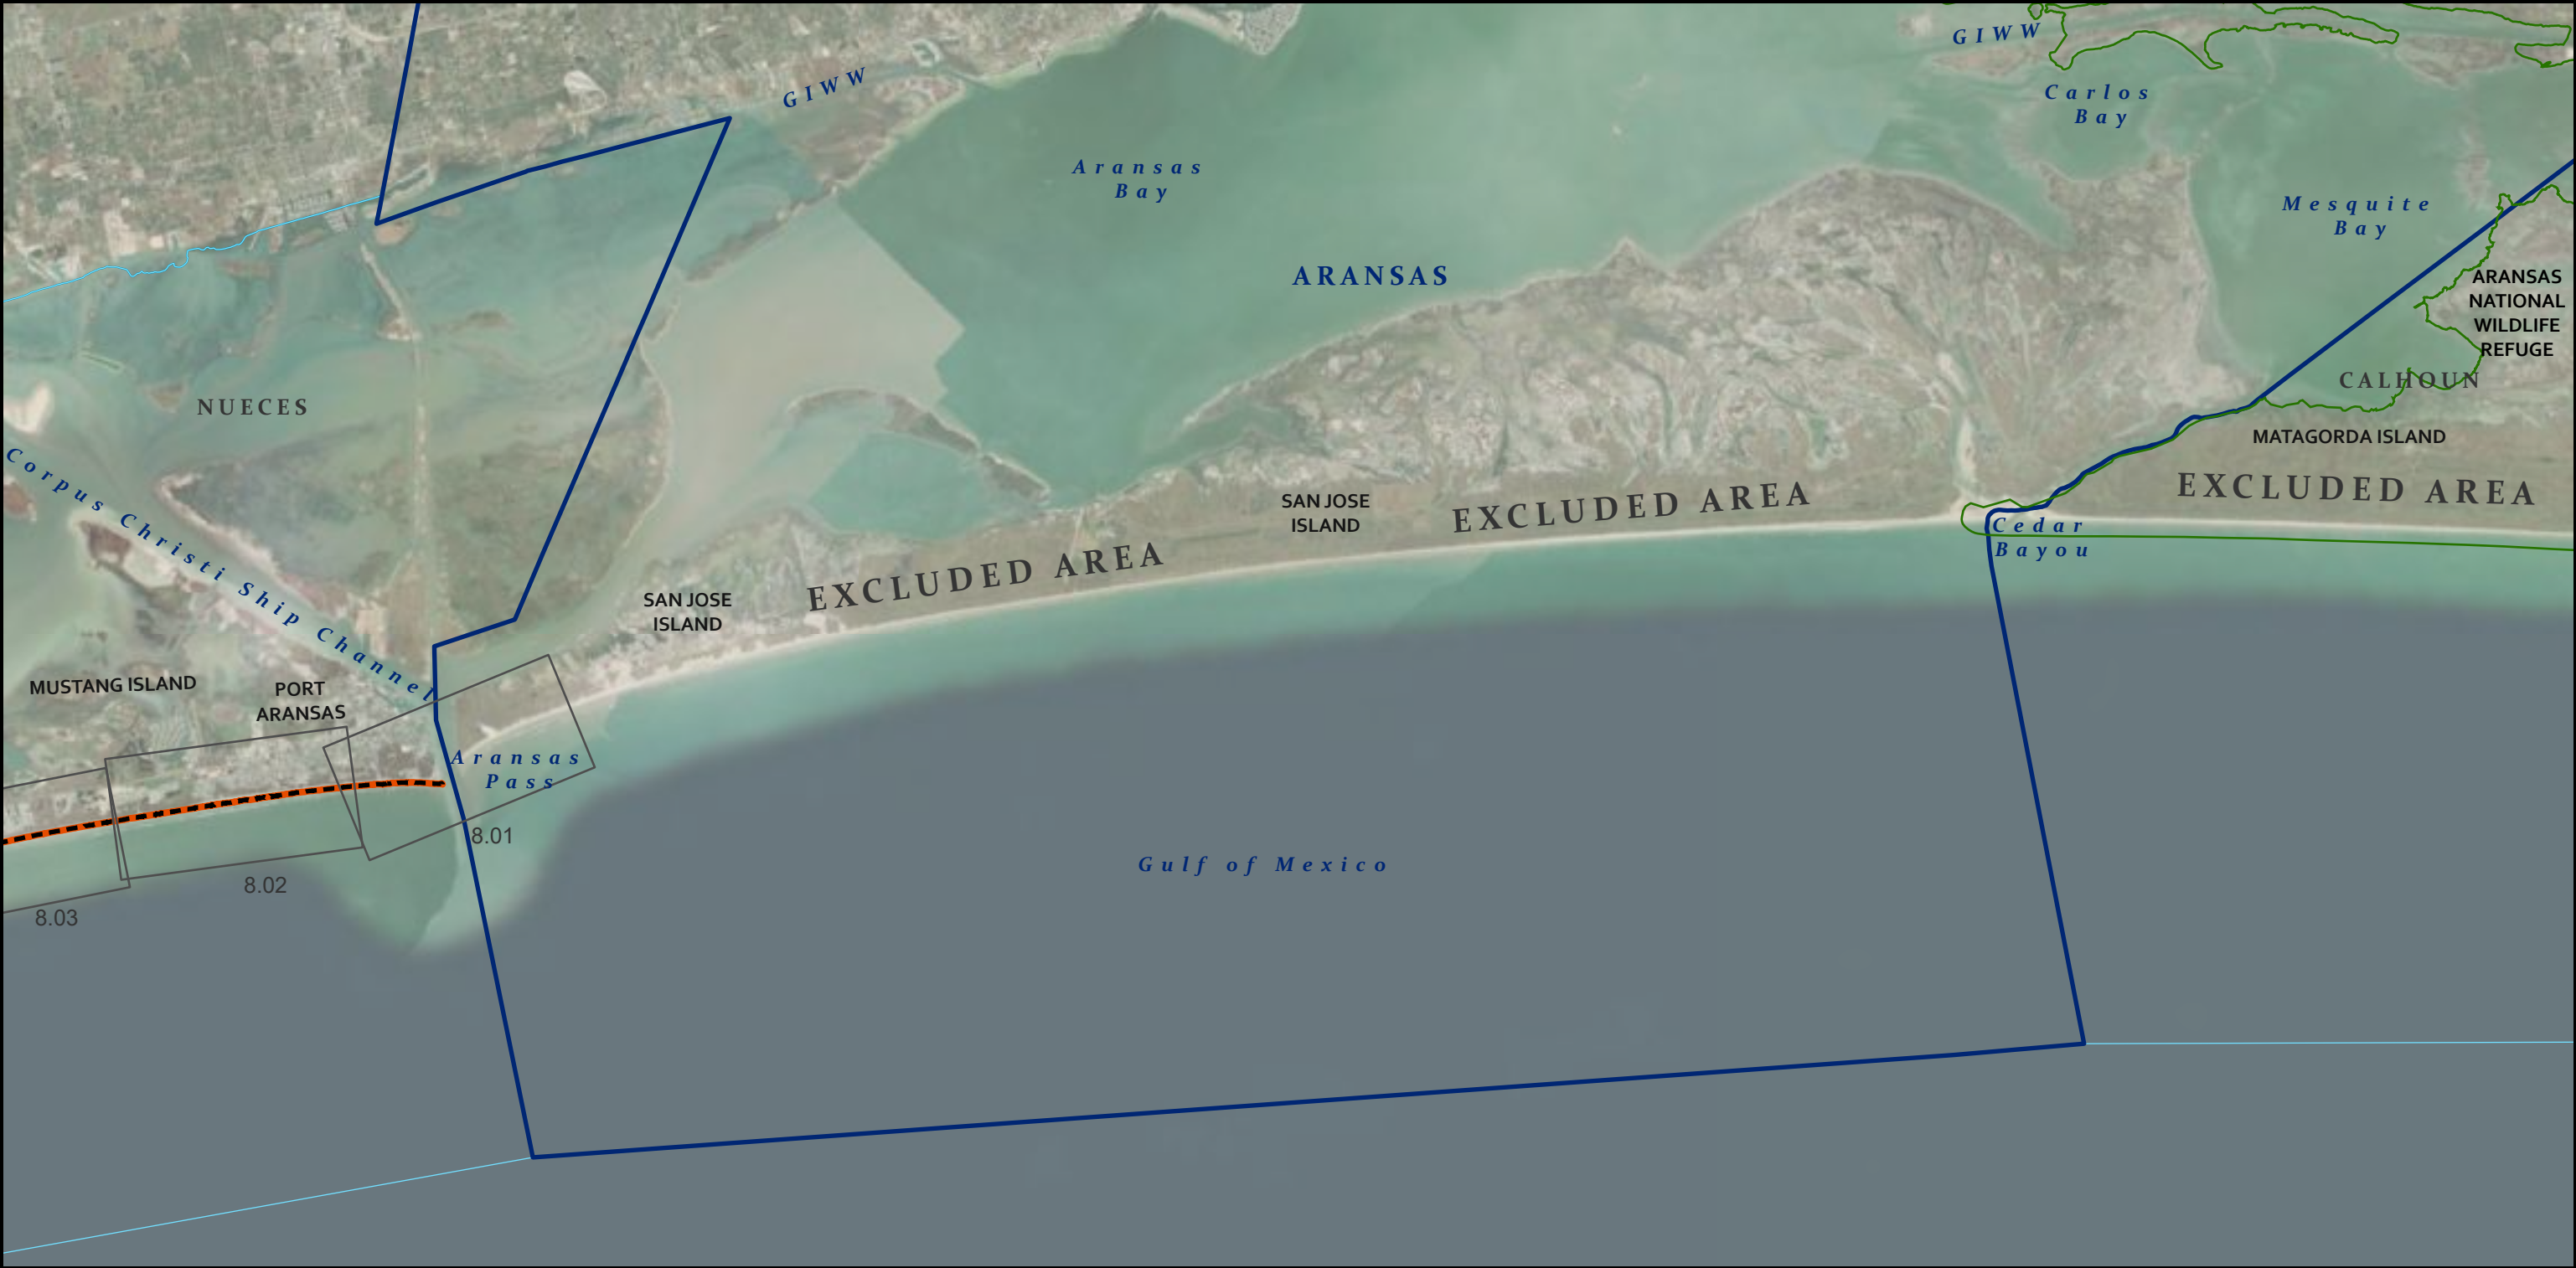 GIWW
GIWW
Carlos
Bay
Aransas
Bay
Mesquite
Bay
ARANSAS
ARANSAS
NATIONAL
WILDLIFE
REFUGE
CALHOUN
NUECES
MATAGORDA ISLAND
Corpus Christi Ship Channel
SAN JOSE
ISLAND
EXCLUDED AREA
EXCLUDED AREA
Cedar
Bayou
EXCLUDED AREA
SAN JOSE
ISLAND
MUSTANG ISLAND
PORT
ARANSAS
Aransas
Pass
8.01
Gulf of Mexico
8.02
8.03